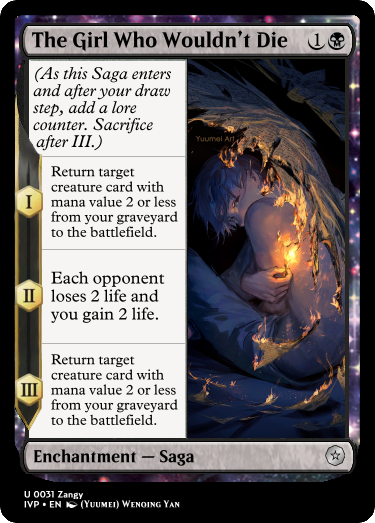 The Girl Who Wouldn't Die 1
(As this Saga enters
and after your draw
step, add a lore
counter. Sacrifice
after III.)
Yuumei Art
I
Return target
creature card with
mana value 2 or less
from your graveyard
to the battlefield.
II
Each opponent
loses 2 life and
you gain 2 life.
III
Return target
creature card with
mana value 2 or less
from your graveyard
to the battlefield.
Enchantment — Saga
U 0031 Zangy
IVP • EN (Yuumei) Wenqing Yan